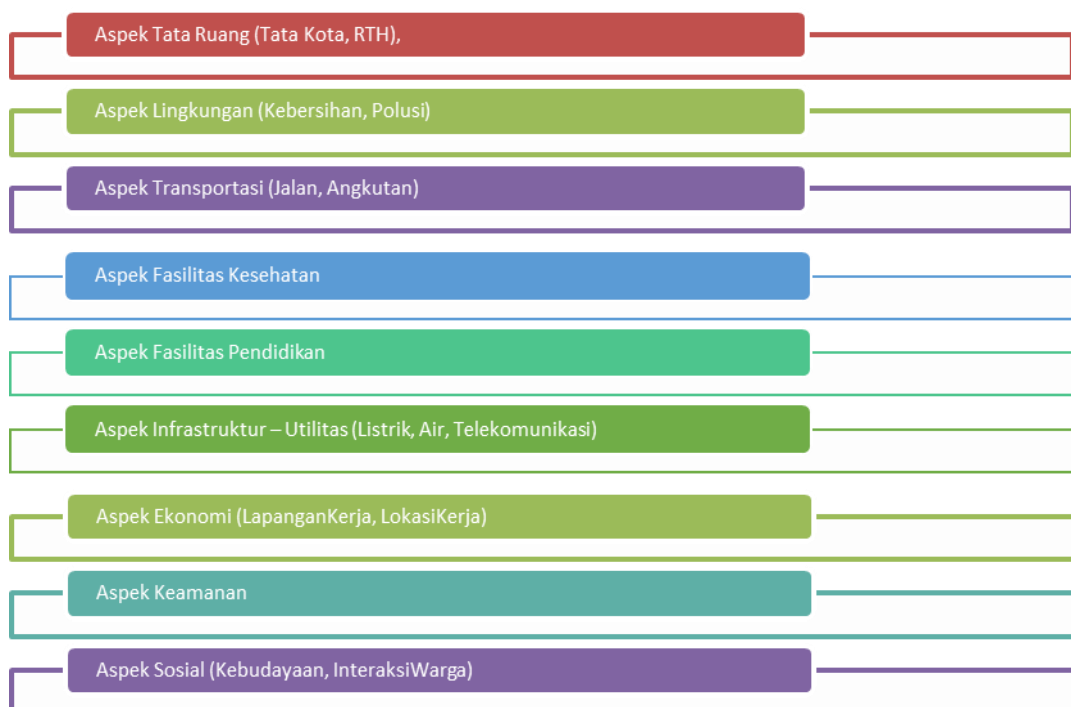 Aspek Tata Ruang (Tata Kota, RTH),
Aspek Lingkungan (Kebersihan, Polusi)
Aspek Transportasi (Jalan, Angkutan)
Aspek Fasilitas Kesehatan
Aspek Fasilitas Pendidikan
Aspek Infrastruktur – Utilitas (Listrik, Air, Telekomunikasi)
Aspek Ekonomi (LapanganKerja, LokasiKerja)
Aspek Keamanan
Aspek Sosial (Kebudayaan, InteraksiWarga)